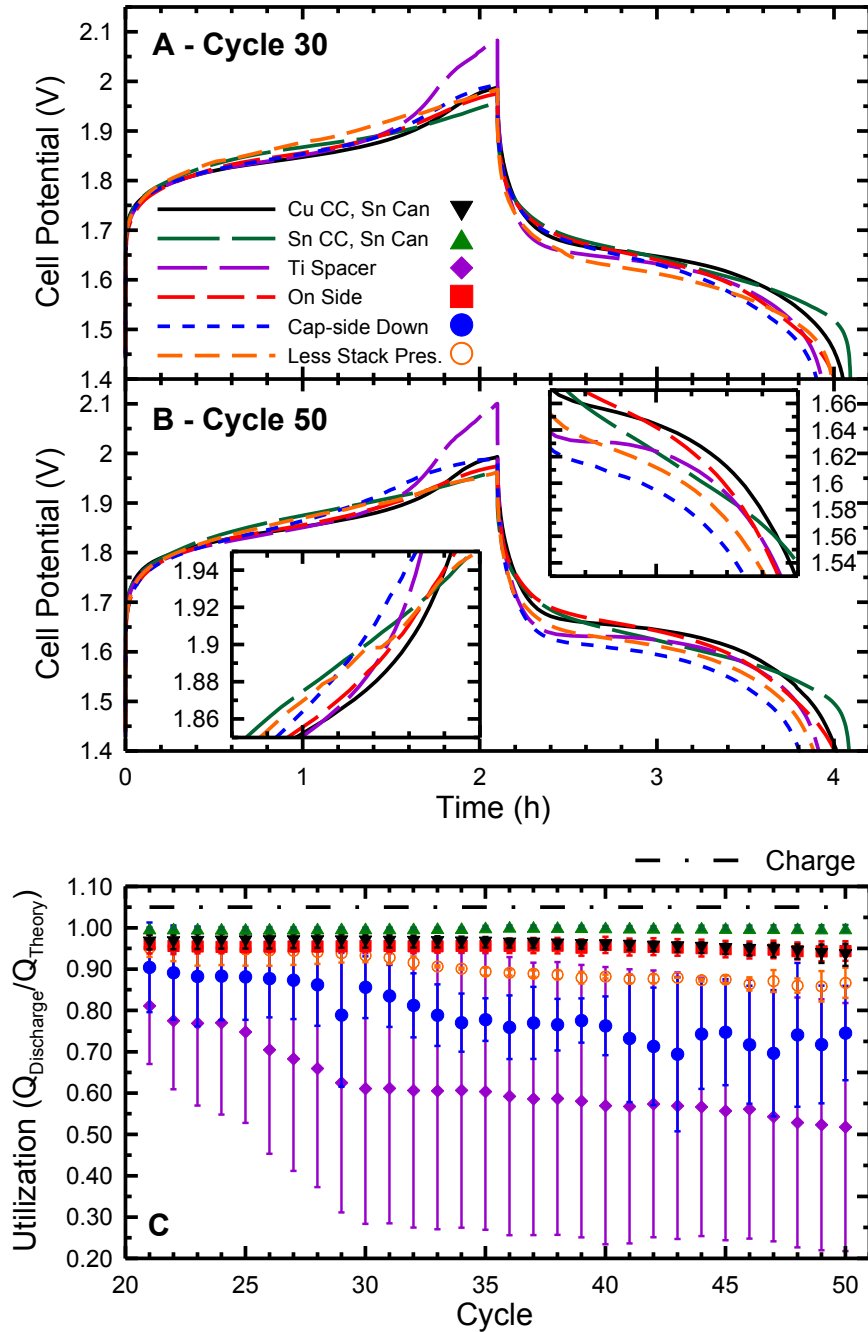 2.1
2
1.9
1.8
1.7
1.6
1.5
1.4
Cell Potential (V)
A - Cycle 30
Cu CC, Sn Can
Sn CC, Sn Can
Ti Spacer
On Side
Cap-side Down
Less Stack Pres.
2.1
2
1.9
1.8
1.7
1.6
1.5
1.4
Cell Potential (V)
B - Cycle 50
1.66
1.64
1.62
1.6
1.58
1.56
1.54
1.94
1.92
1.9
1.88
1.86
0 1 2 3 4
Time (h)
Charge
1.10
1.00
0.90
0.80
0.70
0.60
0.50
0.40
0.30
0.20
Utilization (QDischarge/QTheory)
C
20 25 30 35 40 45 50
Cycle